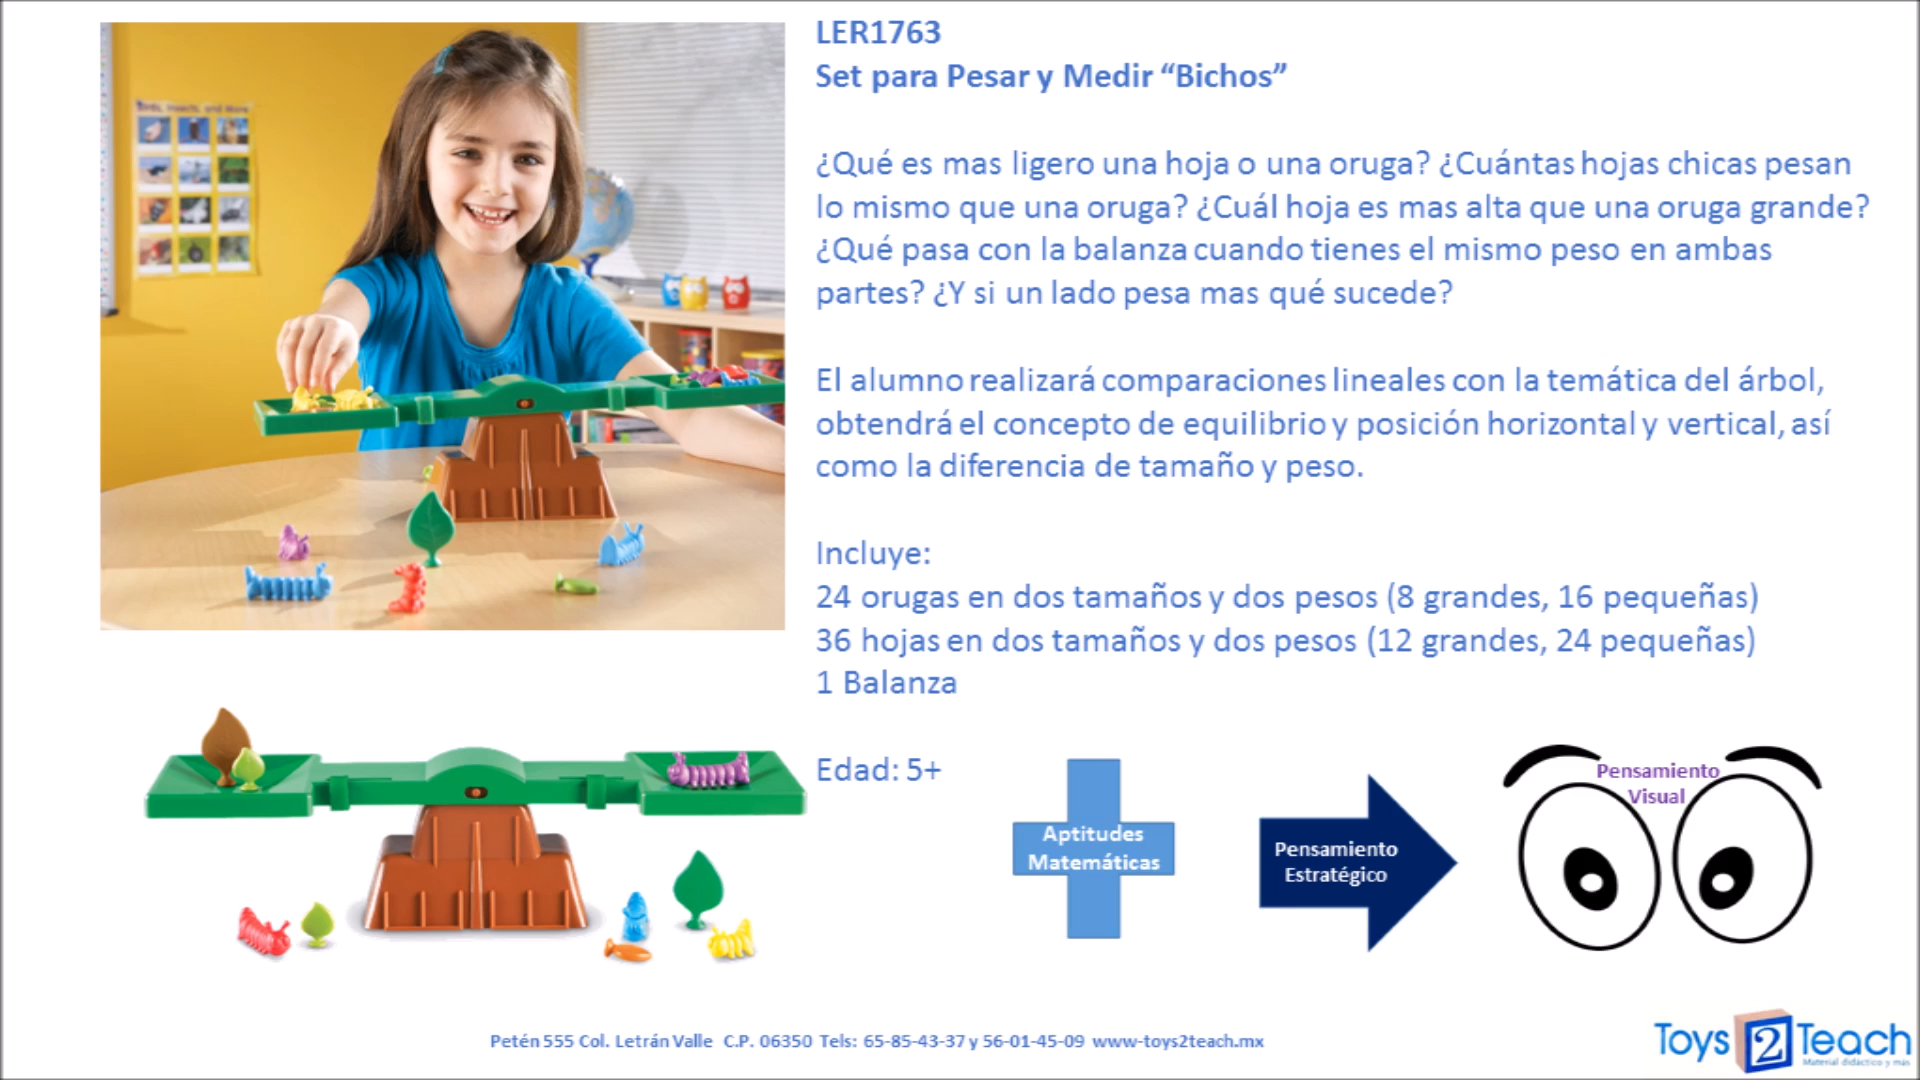 LER1763
Set para Pesar y Medir “Bichos”
¿Qué es mas ligero una hoja o una oruga? ¿Cuántas hojas chicas pesan
lo mismo que una oruga? ¿Cuál hoja es mas alta que una oruga grande?
¿Qué pasa con la balanza cuando tienes el mismo peso en ambas
partes? ¿Y si un lado pesa mas qué sucede?
El alumno realizará comparaciones lineales con la temática del árbol,
obtendrá el concepto de equilibrio y posición horizontal y vertical, así
como la diferencia de tamaño y peso.
Incluye:
24 orugas en dos tamaños y dos pesos (8 grandes, 16 pequeñas)
36 hojas en dos tamaños y dos pesos (12 grandes, 24 pequeñas)
1 Balanza
Edad: 5+
Aptitudes
Matemáticas
Pensamiento
Estratégico
Pensamiento
Visual
Petén 555 Col. Letrán Valle C.P. 06350 Tels: 65-85-43-37 y 56-01-45-09 www-toys2teach.mx
Toys 2 Teach
Material didáctico y más